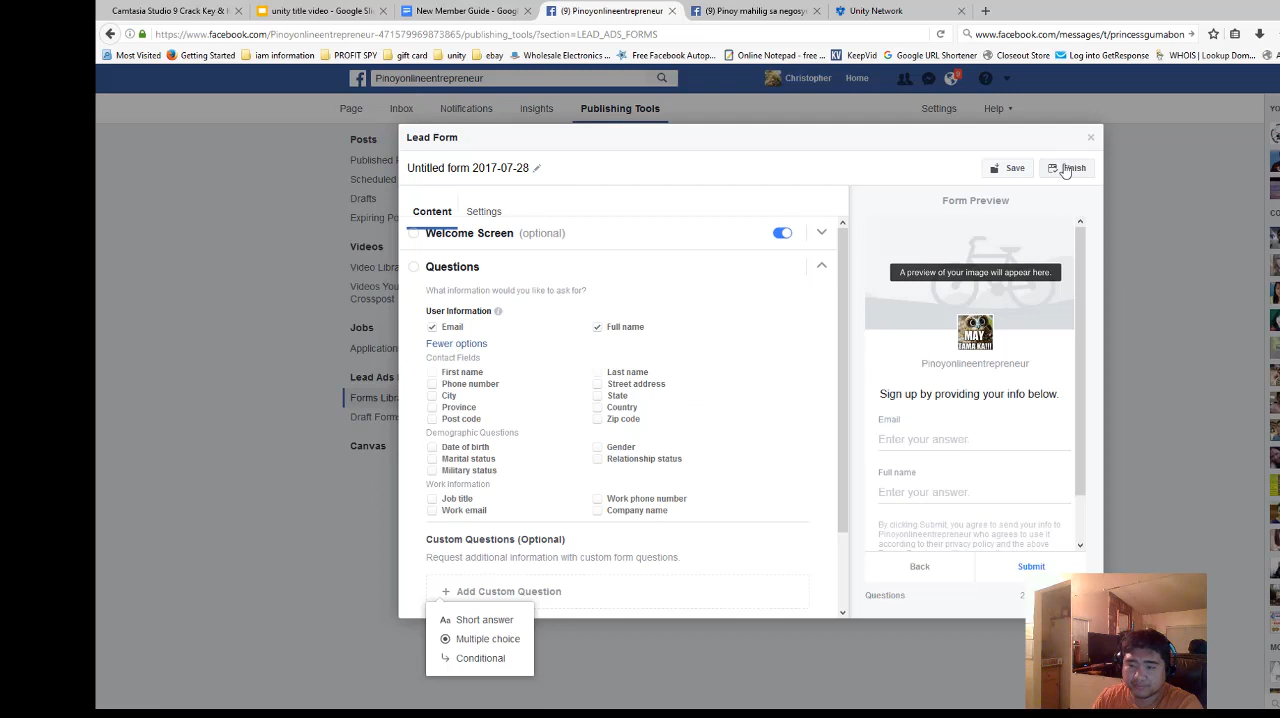 Camtasia Studio 9 Crack Key &
unity title video - Google Sli
New Member Guide - Google
(9) Pinoyonlineentrepreneur
(9) Pinoy mahilig sa negosy
Unity Network
https://www.facebook.com/Pinoyonlineentrepreneur-471579969873865/publishing_tools/?section=LEAD_ADS_FORMS
www.facebook.com/messages/t/princessgumabon
Most Visited
Getting Started
iam information
PROFIT SPY
gift card
unity
ebay
Online Notepad - free ...
Free Facebook Autop...
KeepVid
Google URL Shortener
Closeout Store
Log into GetResponse
WHOIS | Lookup Dom...
Pinoyonlineentrepreneur
Christopher
Home
Page
Inbox
Notifications
Insights
Publishing Tools
Settings
Help
Posts
Published
Scheduled
Drafts
Expiring
Videos
Video
Videos
Crosspost
Jobs
Lead Ads
Forms
Draft
Canvas
Lead Form
Untitled form 2017-07-28
Save
Finish
Content
Settings
Welcome Screen (optional)
Questions
What information would you like to ask for?
User Information
Email
Full name
Fewer options
Contact Fields
First name
Last name
Phone number
Street address
City
State
Province
Country
Post code
Zip code
Demographic Questions
Date of birth
Gender
Marital status
Relationship status
Military status
Work Information
Job title
Work phone number
Work email
Company name
Custom Questions (Optional)
Request additional information with custom form questions.
+ Add Custom Question
Aa Short answer
Multiple choice
Conditional
Form Preview
A preview of your image will appear here.
MAY
TAMA KA!!!
Pinoyonlineentrepreneur
Sign up by providing your info below.
Email
Enter your answer.
Full name
Enter your answer.
By clicking Submit, you agree to send your info to
Pinoyonlineentrepreneur who agrees to use it
according to their privacy policy and the above
Back
Submit
Questions
2